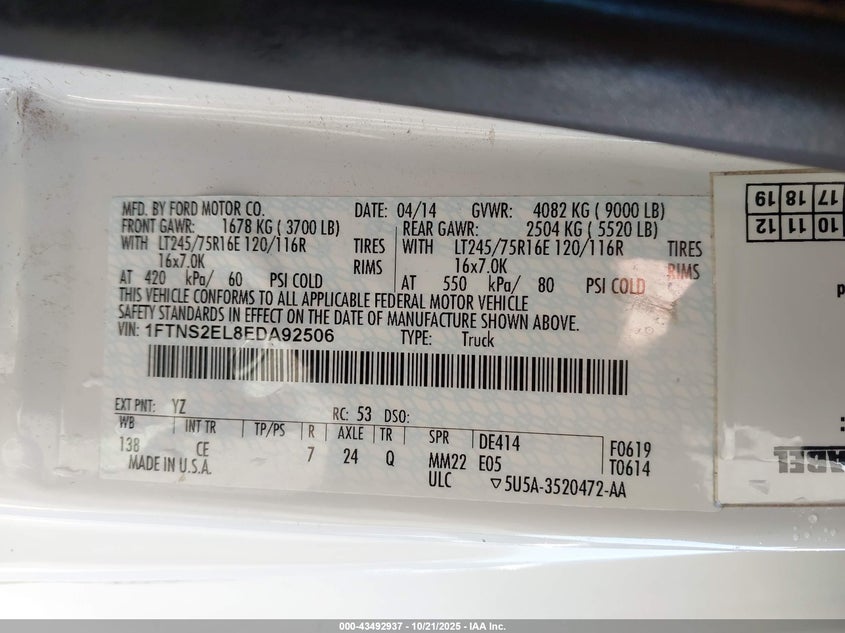 MFD. BY FORD MOTOR CO. DATE: 04/14 GVWR: 4082 KG ( 9000 LB)
FRONT GAWR: 1678 KG ( 3700 LB) REAR GAWR: 2504 KG ( 5520 LB)
WITH LT245/75R16E 120/116R TIRES WITH LT245/75R16E 120/116R TIRES
16x7.0K RIMS 16x7.0K RIMS
AT 420 kPa/ 60 PSI COLD AT 550 kPa/ 80 PSI COLD
THIS VEHICLE CONFORMS TO ALL APPLICABLE FEDERAL MOTOR VEHICLE
SAFETY STANDARDS IN EFFECT ON THE DATE OF MANUFACTURE SHOWN ABOVE.
VIN: 1FTNS2EL8EDA92506 TYPE: Truck
EXT PNT: YZ RC: 53 DSO:
WB INT TR TP/PS R AXLE TR SPR DE414 F0619
138 CE 7 24 Q MM22 E05 T0614
MADE IN U.S.A. ULC ▽5U5A-3520472-AA
17 18 19
10 11 12
000-43492937 - 10/21/2025 - IAA Inc.